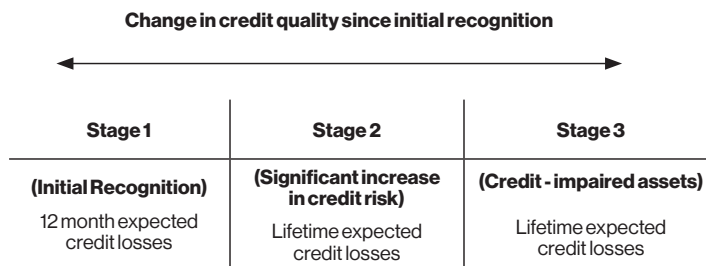 Change in credit quality since initial recognition
Stage 1
Stage 2
Stage 3
(Initial Recognition)
12 month expected
credit losses
(Significant increase
in credit risk)
Lifetime expected
credit losses
(Credit - impaired assets)
Lifetime expected
credit losses